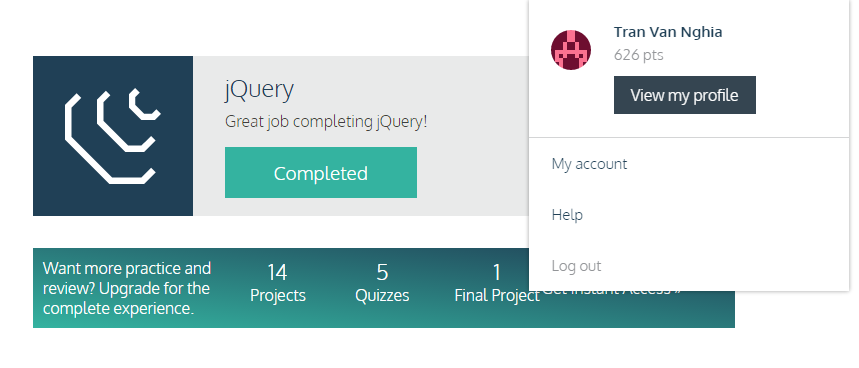 Tran Van Nghia
626 pts
View my profile
My account
Help
Log out
jQuery
Great job completing jQuery!
Completed
Want more practice and
review? Upgrade for the
complete experience.
14
Projects
5
Quizzes
1
Final Project
Get Instant Access »